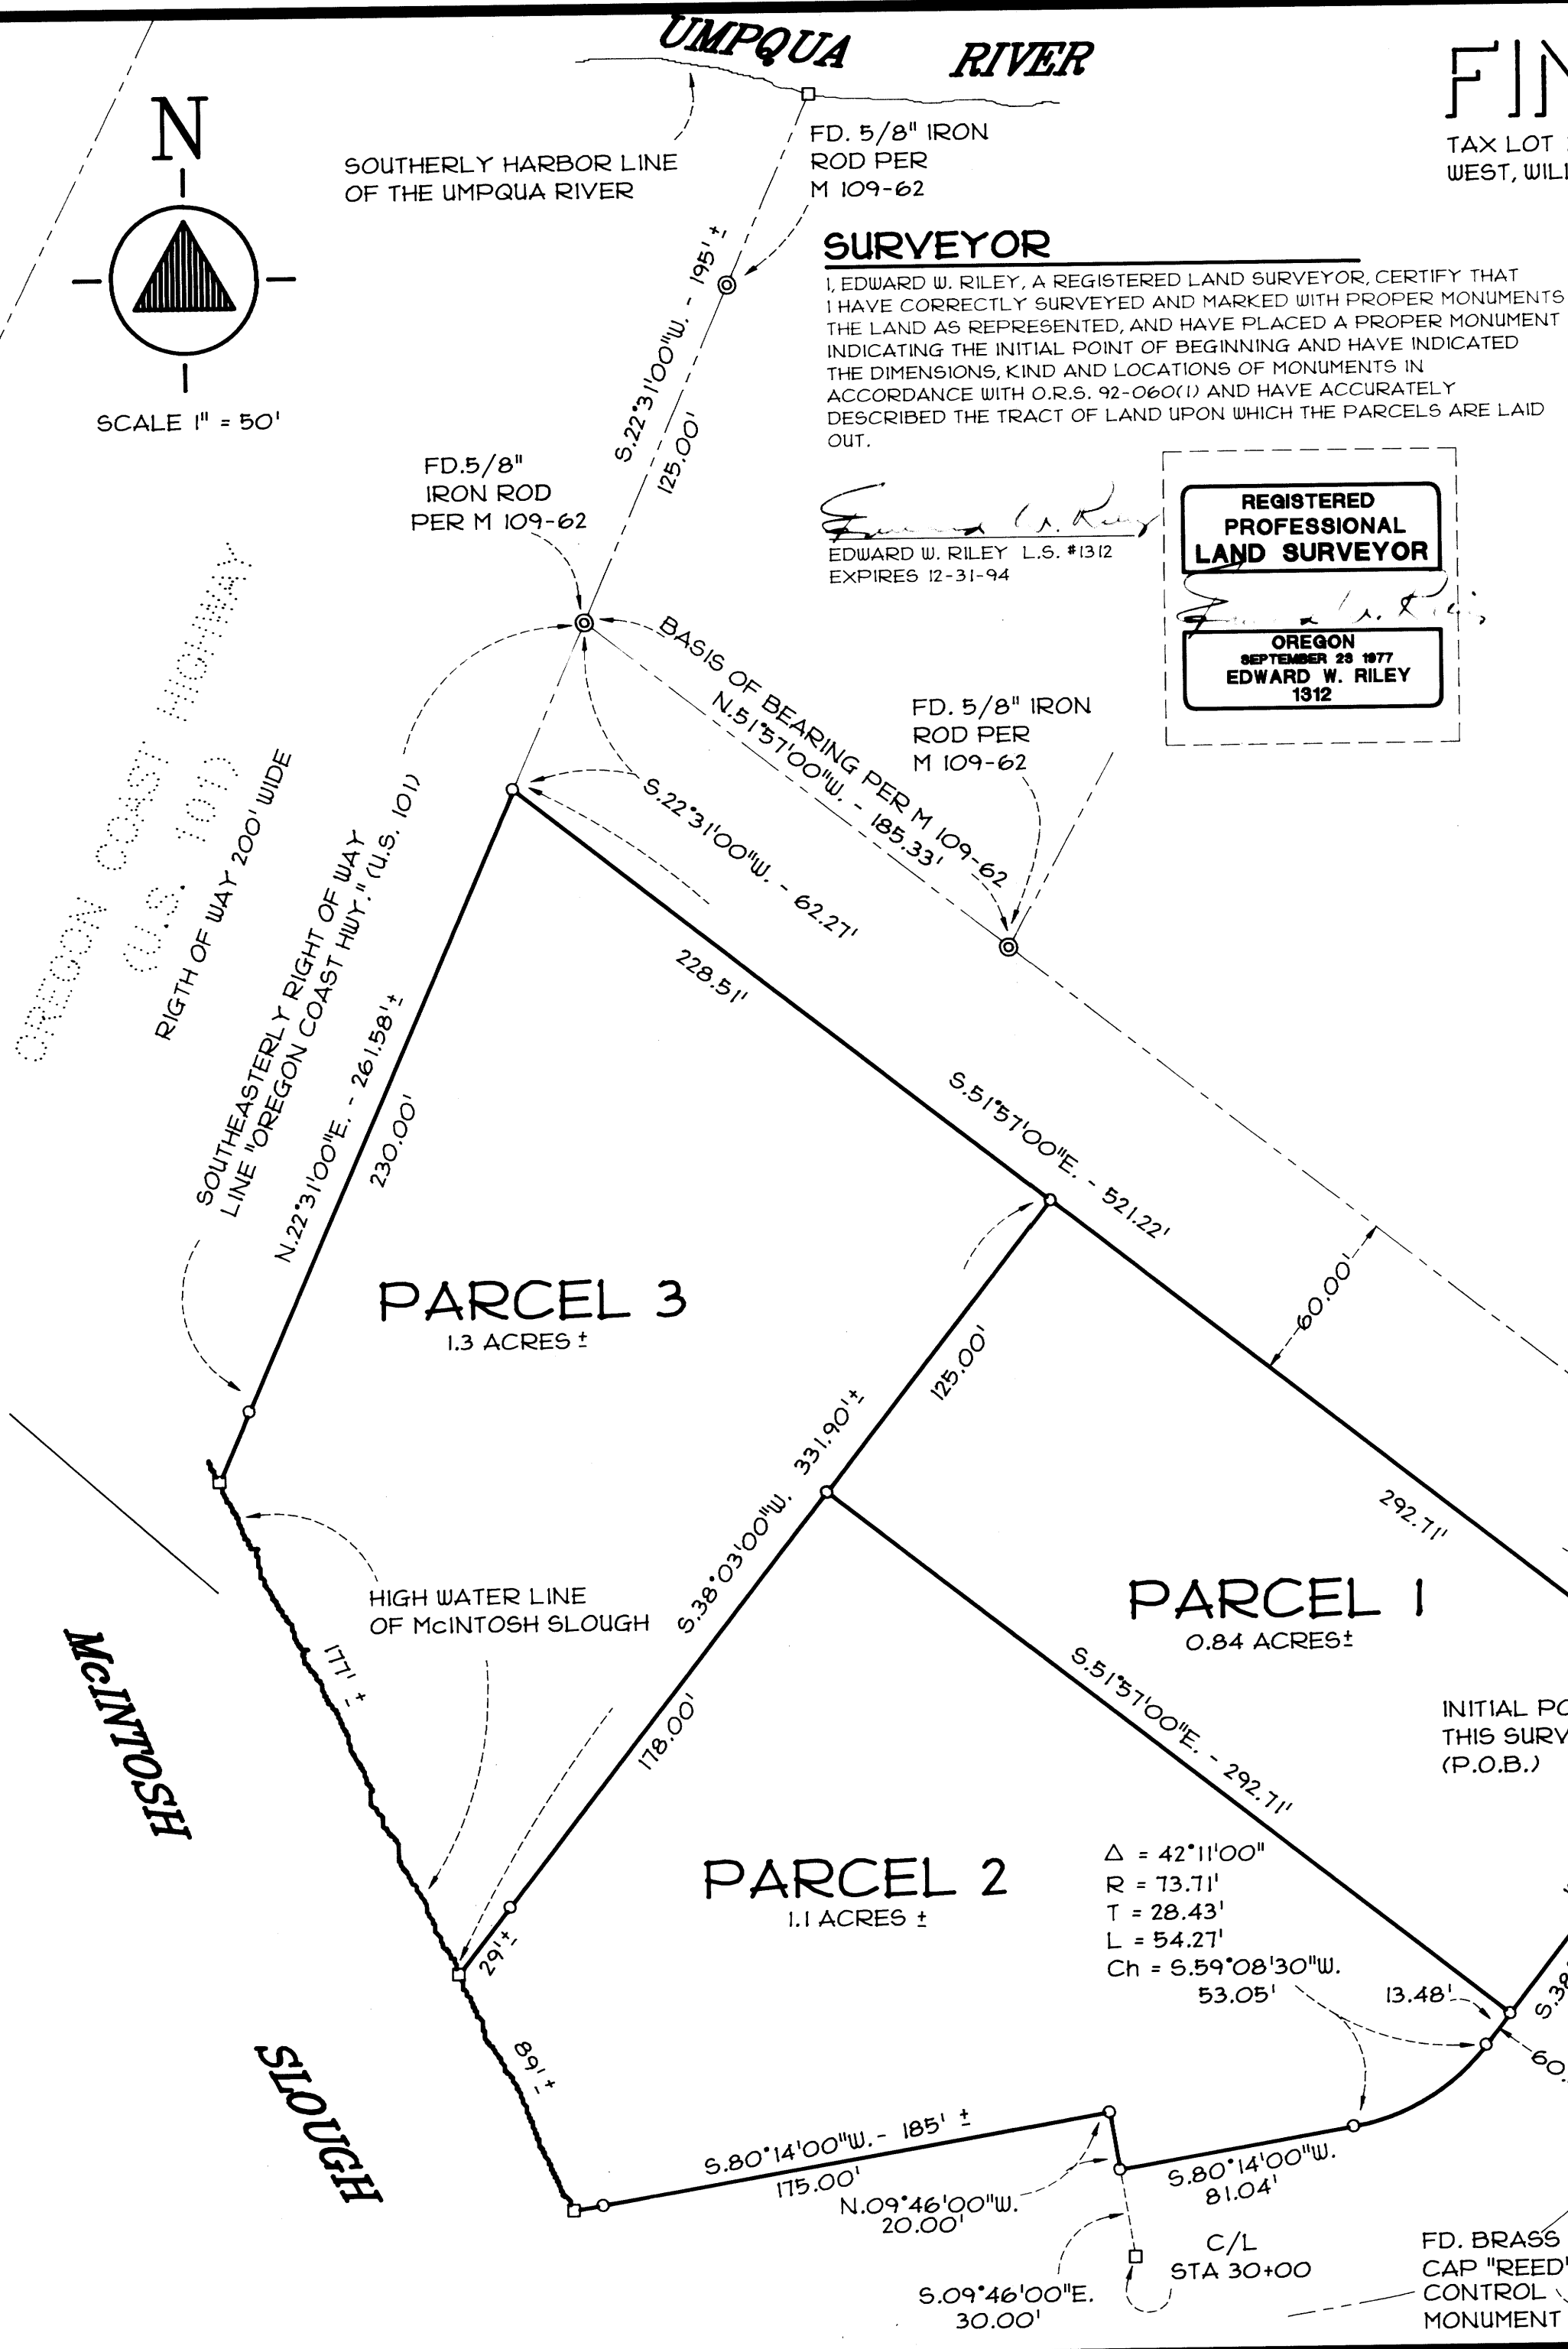 UMPQUA RIVER
FIN
TAX LOT
WEST, WILL
N
SCALE 1" = 50'
SOUTHERLY HARBOR LINE
OF THE UMPQUA RIVER
FD. 5/8" IRON
ROD PER
M 109-62
S.22°31'00"W. - 195' ±
125.00'
SURVEYOR
I, EDWARD W. RILEY, A REGISTERED LAND SURVEYOR, CERTIFY THAT
I HAVE CORRECTLY SURVEYED AND MARKED WITH PROPER MONUMENTS
THE LAND AS REPRESENTED, AND HAVE PLACED A PROPER MONUMENT
INDICATING THE INITIAL POINT OF BEGINNING AND HAVE INDICATED
THE DIMENSIONS, KIND AND LOCATIONS OF MONUMENTS IN
ACCORDANCE WITH O.R.S. 92-060(1) AND HAVE ACCURATELY
DESCRIBED THE TRACT OF LAND UPON WHICH THE PARCELS ARE LAID
OUT.
Edward W. Riley
EDWARD W. RILEY L.S. #1312
EXPIRES 12-31-94
REGISTERED
PROFESSIONAL
LAND SURVEYOR
Edward W. Riley
OREGON
SEPTEMBER 23 1977
EDWARD W. RILEY
1312
FD.5/8"
IRON ROD
PER M 109-62
BASIS OF BEARING PER M 109-62
N.51°57'00"W. - 185.33'
FD. 5/8" IRON
ROD PER
M 109-62
S.22°31'00"W. - 62.27'
OREGON COAST HIGHWAY
(U.S. 101)
RIGTH OF WAY 200' WIDE
SOUTHEASTERLY RIGHT OF WAY
LINE "OREGON COAST HWY." (U.S. 101)
N.22°31'00"E. - 261.58'±
230.00'
228.51'
S.51°57'00"E. - 521.22'
60.00'
PARCEL 3
1.3 ACRES ±
125.00'
S.38°03'00"W. 331.90'±
178.00'
292.71'
PARCEL 1
0.84 ACRES±
HIGH WATER LINE
OF McINTOSH SLOUGH
177' ±
McINTOSH
SLOUGH
S.51°57'00"E. - 292.71'
INITIAL PO
THIS SURV
(P.O.B.)
PARCEL 2
1.1 ACRES ±
Δ = 42°11'00"
R = 73.71'
T = 28.43'
L = 54.27'
Ch = S.59°08'30"W.
53.05'
13.48'
S.38°
60.
29'±
89'±
S.80°14'00"W. - 185' ±
175.00'
N.09°46'00"W.
20.00'
S.80°14'00"W.
81.04'
C/L
STA 30+00
S.09°46'00"E.
30.00'
FD. BRASS
CAP "REED"
CONTROL
MONUMENT